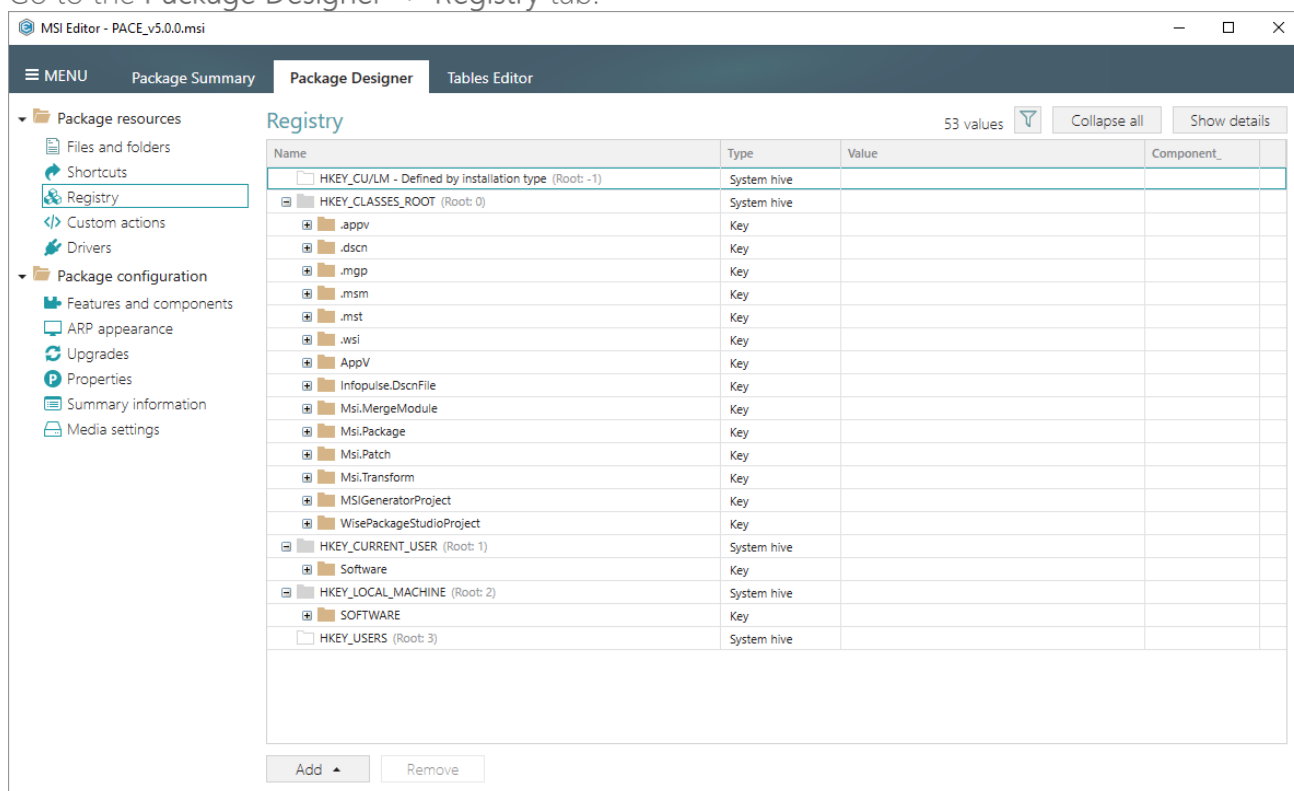 Go to the Package Designer -> Registry tab.
MSI Editor - PACE_v5.0.0.msi
MENU Package Summary Package Designer Tables Editor
Package resources
Files and folders
Shortcuts
Registry
Custom actions
Drivers
Package configuration
Features and components
ARP appearance
Upgrades
Properties
Summary information
Media settings
Registry
53 values Collapse all Show details
Name Type Value Component_
HKEY_CU/LM - Defined by installation type (Root: -1) System hive
HKEY_CLASSES_ROOT (Root: 0) System hive
.appv Key
.dscn Key
.mgp Key
.msm Key
.mst Key
.wsi Key
AppV Key
Infopulse.DscnFile Key
Msi.MergeModule Key
Msi.Package Key
Msi.Patch Key
Msi.Transform Key
MSIGeneratorProject Key
WisePackageStudioProject Key
HKEY_CURRENT_USER (Root: 1) System hive
Software Key
HKEY_LOCAL_MACHINE (Root: 2) System hive
SOFTWARE Key
HKEY_USERS (Root: 3) System hive
Add Remove